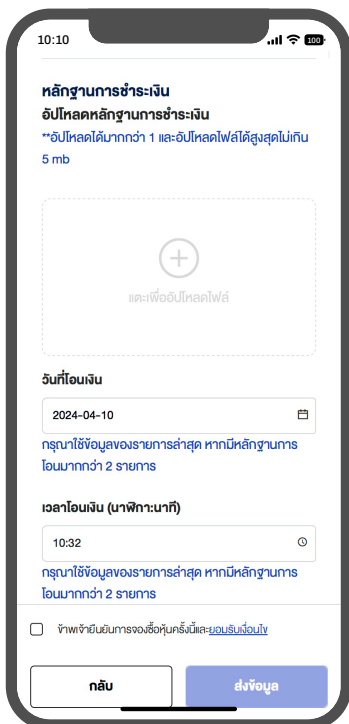 10:10
100
หลักฐานการชำระเงิน
อัปโหลดหลักฐานการชำระเงิน
**อัปโหลดได้มากกว่า 1 และอัปโหลดไฟล์ได้สูงสุดไม่เกิน
5 mb
แตะเพื่ออัปโหลดไฟล์
วันที่โอนเงิน
2024-04-10
กรุณาใช้ข้อมูลของรายการล่าสุด หากมีหลักฐานการ
โอนมากกว่า 2 รายการ
เวลาโอนเงิน (นาฬิกา:นาที)
10:32
กรุณาใช้ข้อมูลของรายการล่าสุด หากมีหลักฐานการ
โอนมากกว่า 2 รายการ
ข้าพเจ้ายืนยันการจองซื้อหุ้นครั้งนี้และยอมรับเงื่อนไข
กลับ
ส่งข้อมูล